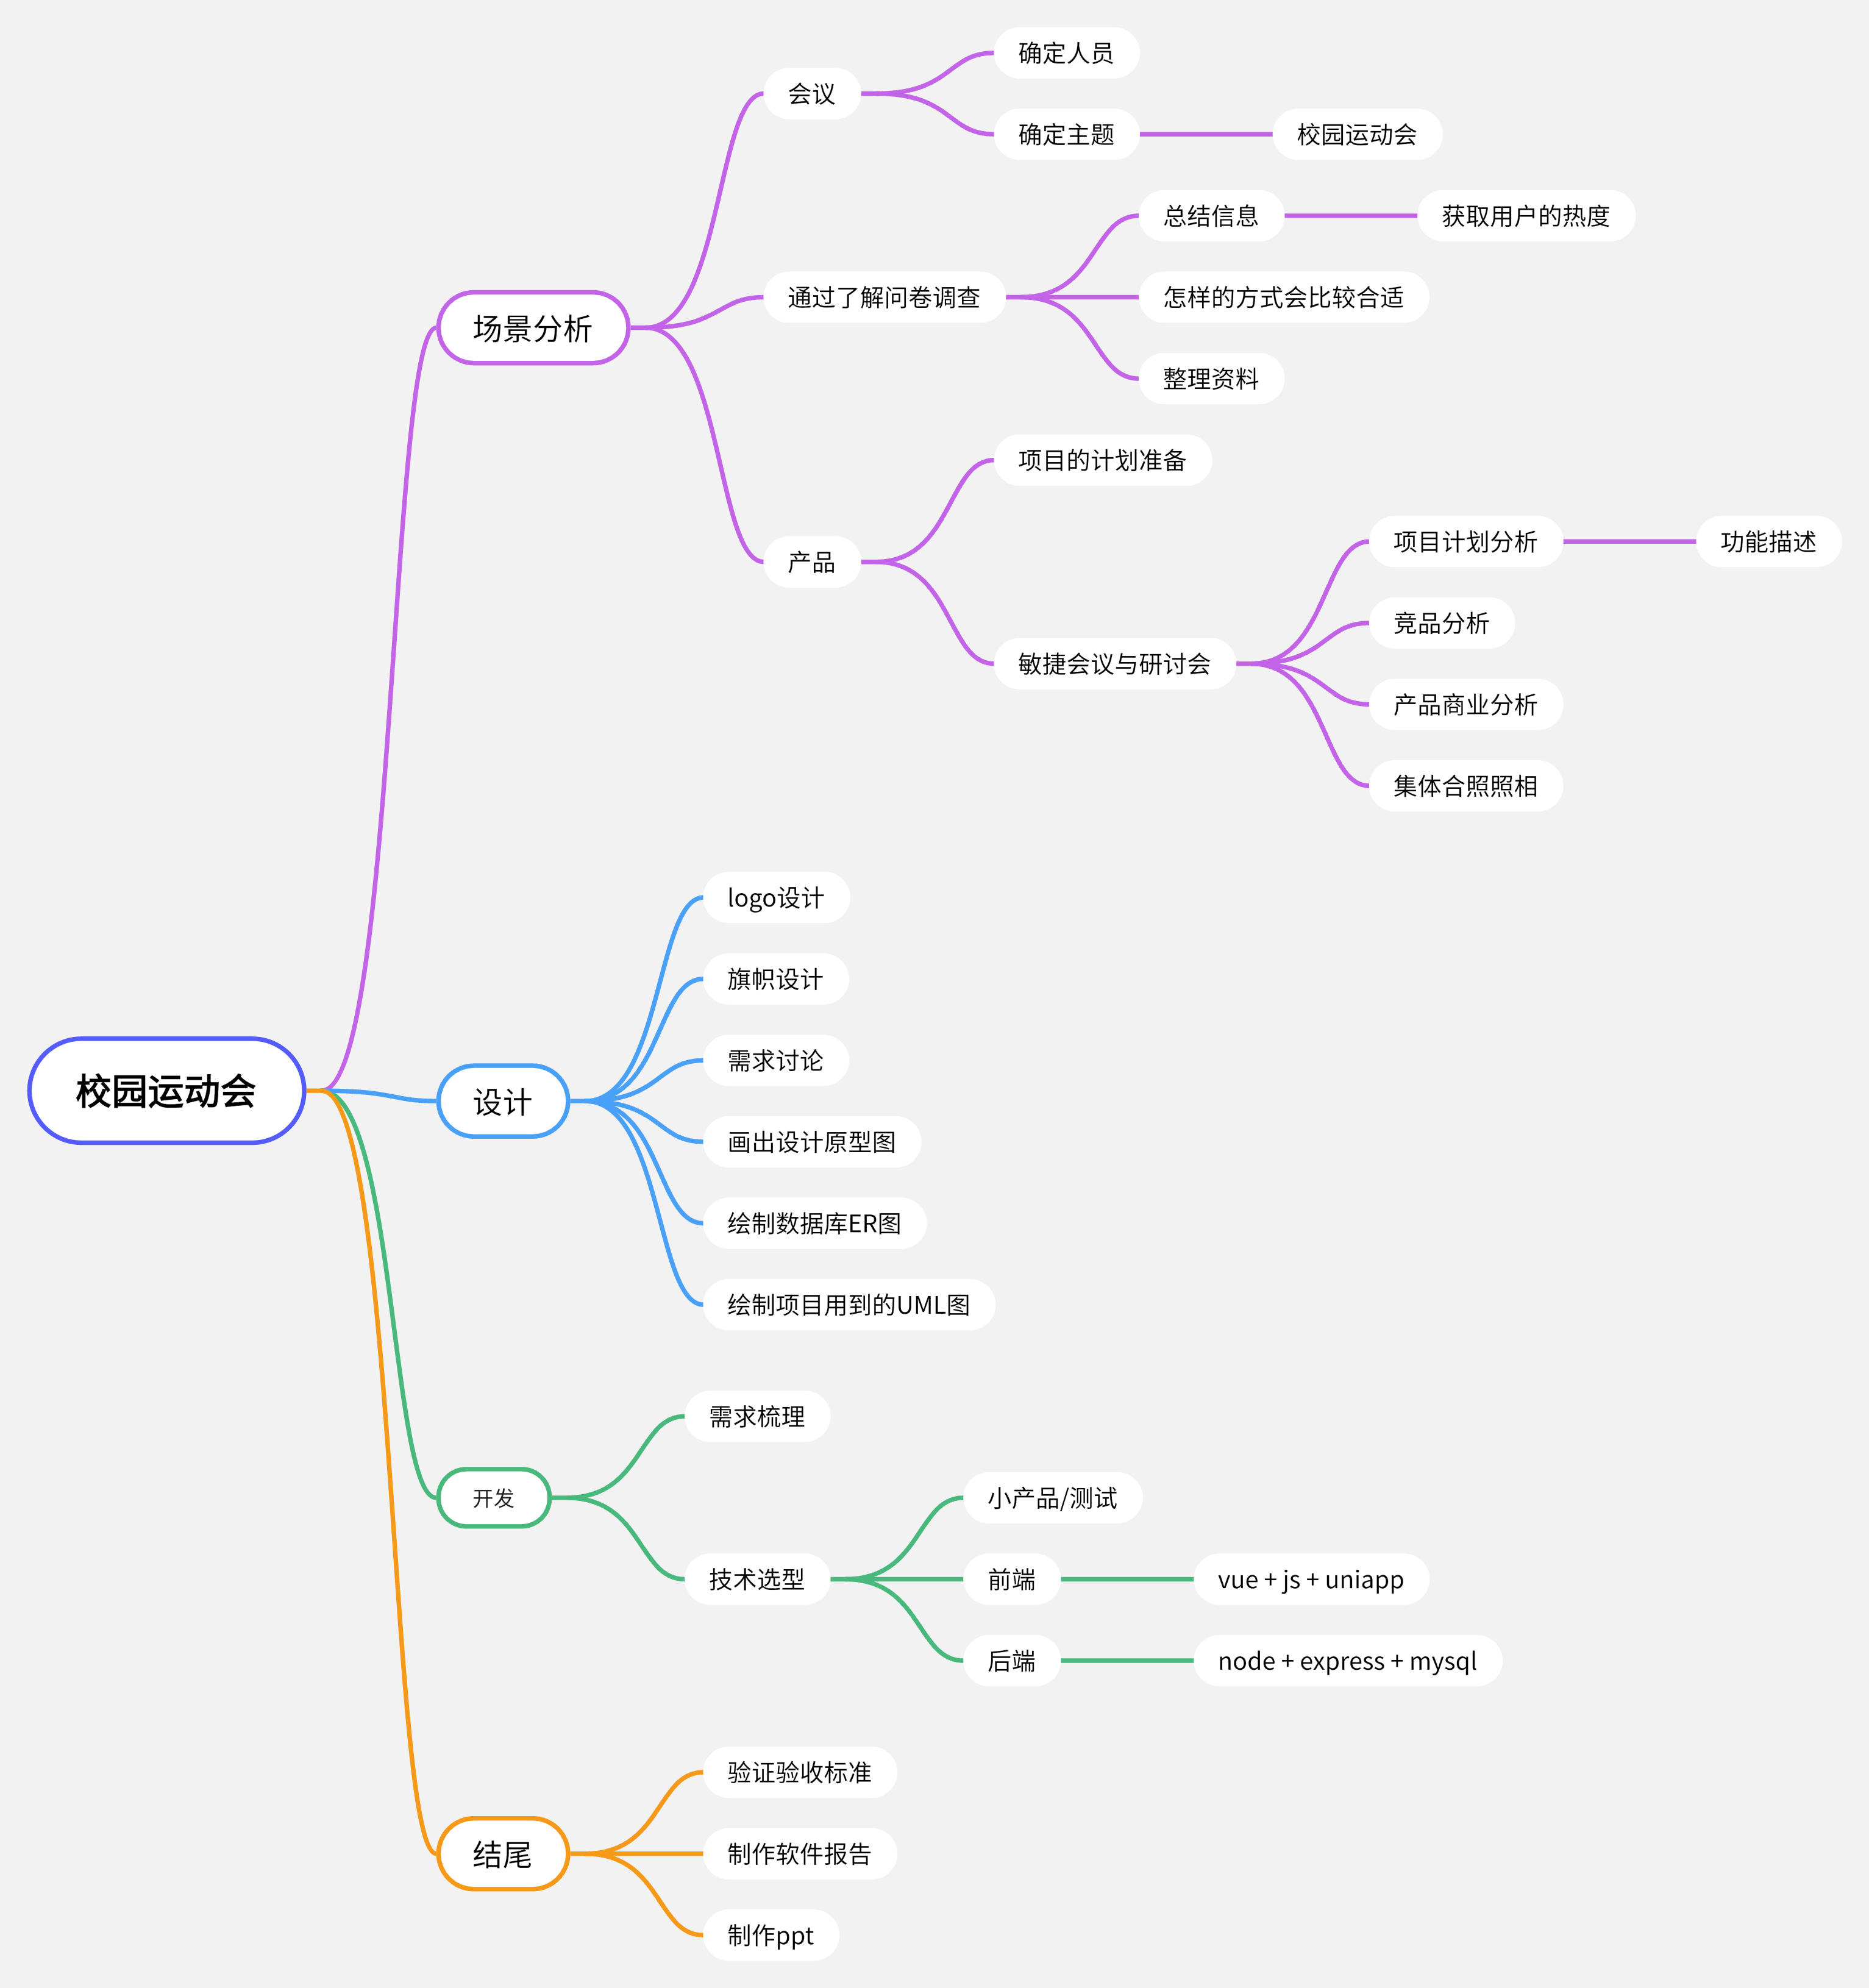 校园运动会
场景分析
会议
确定人员
确定主题
校园运动会
通过了解问卷调查
总结信息
获取用户的热度
怎样的方式会比较合适
整理资料
产品
项目的计划准备
敏捷会议与研讨会
项目计划分析
功能描述
竞品分析
产品商业分析
集体合照照相
设计
logo设计
旗帜设计
需求讨论
画出设计原型图
绘制数据库ER图
绘制项目用到的UML图
开发
需求梳理
技术选型
小产品/测试
前端
vue + js + uniapp
后端
node + express + mysql
结尾
验证验收标准
制作软件报告
制作ppt